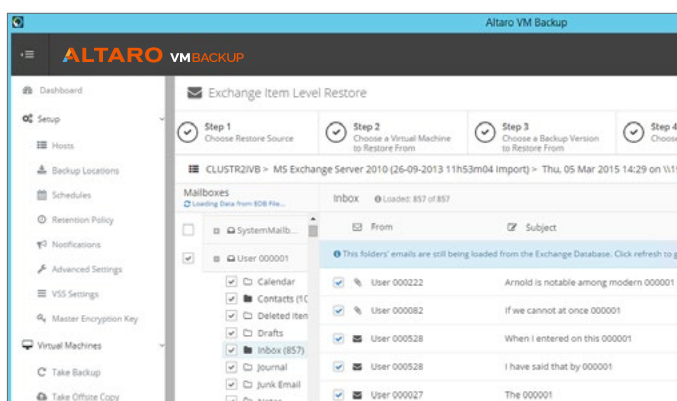 Altaro VM Backup
ALTARO VMBACKUP
Dashboard
Setup
Hosts
Backup Locations
Schedules
Retention Policy
Notifications
Advanced Settings
VSS Settings
Master Encryption Key
Virtual Machines
Take Backup
Take Offsite Copy
Exchange Item Level Restore
Step 1
Choose Restore Source
Step 2
Choose a Virtual Machine
to Restore From
Step 3
Choose a Backup Version
to Restore From
Step 4
Choose
CLUSTR2IVB > MS Exchange Server 2010 (26-09-2013 11h53m04 Import) > Thu, 05 Mar 2015 14:29 on \\1
Mailboxes
Loading Data from EDB File...
SystemMailb...
User 000001
Calendar
Contacts (1
Deleted Iten
Drafts
Inbox (857)
Journal
Junk Email
Notes
Inbox
Loaded: 857 of 857
From
Subject
This folders' emails are still being loaded from the Exchange Database. Click refresh to g
User 000222
Arnold is notable among modern 000001
User 000082
If we cannot at once 000001
User 000528
When I entered on this 000001
User 000528
I have said that by 000001
User 000027
The 000001